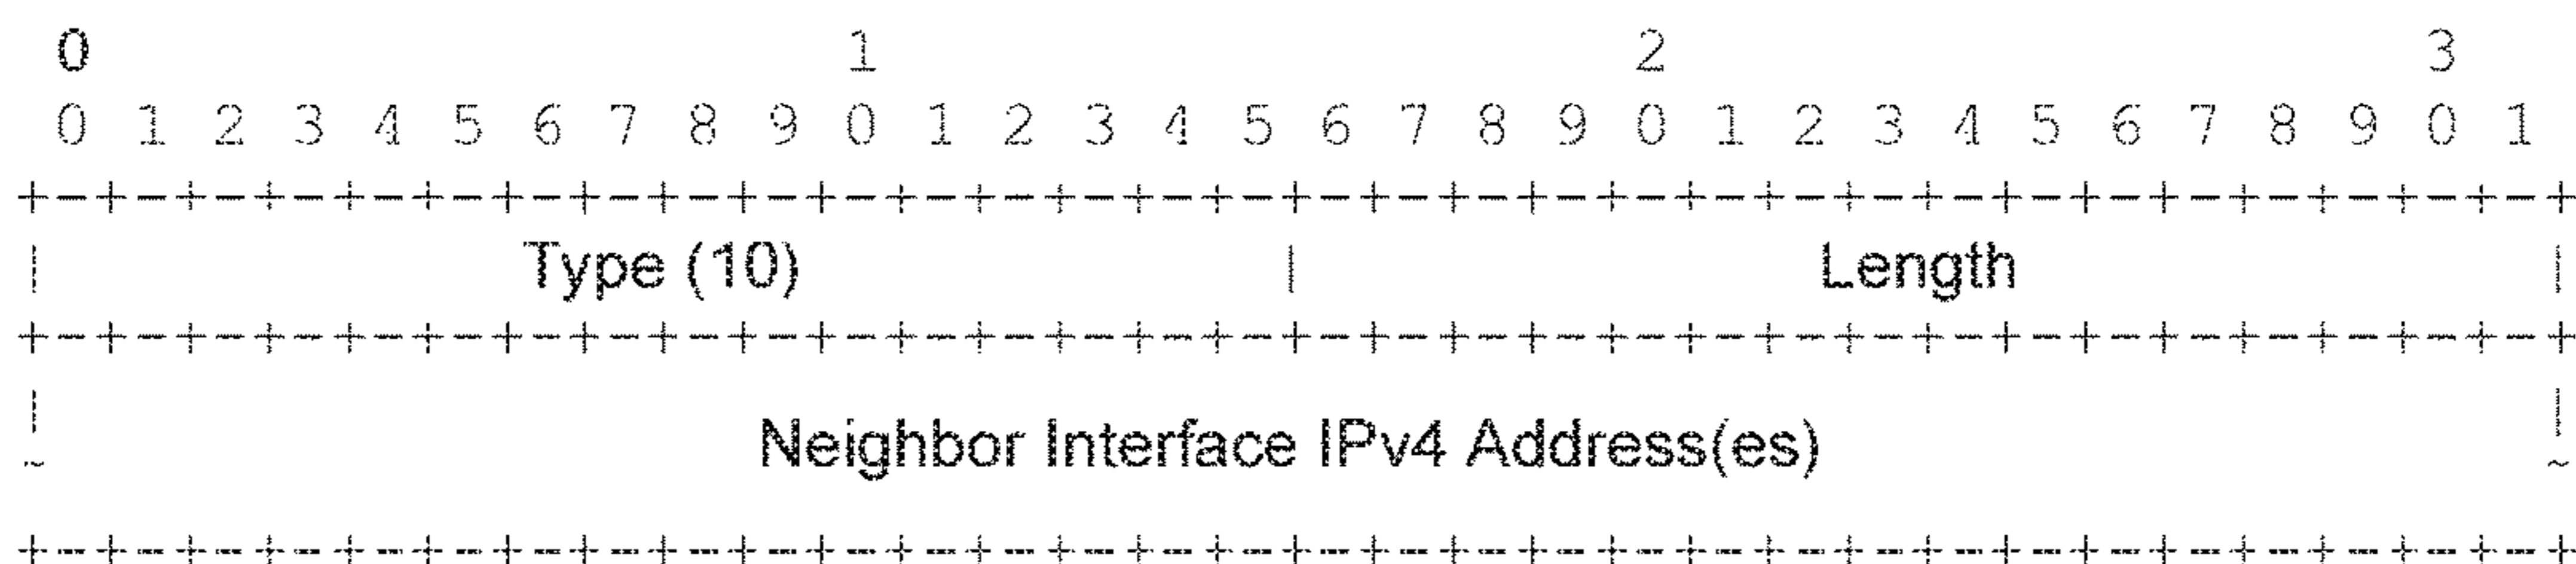 0                   1                   2                   3
0 1 2 3 4 5 6 7 8 9 0 1 2 3 4 5 6 7 8 9 0 1 2 3 4 5 6 7 8 9 0 1
+-+-+-+-+-+-+-+-+-+-+-+-+-+-+-+-+-+-+-+-+-+-+-+-+-+-+-+-+-+-+-+-+
| Type (10) | Length |
+-+-+-+-+-+-+-+-+-+-+-+-+-+-+-+-+-+-+-+-+-+-+-+-+-+-+-+-+-+-+-+-+
| |
~ Neighbor Interface IPv4 Address(es) ~
+-+-+-+-+-+-+-+-+-+-+-+-+-+-+-+-+-+-+-+-+-+-+-+-+-+-+-+-+-+-+-+-+